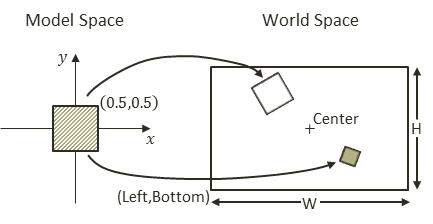 Model Space
World Space
y
(0.5,0.5)
x
Center
H
(Left,Bottom)
W